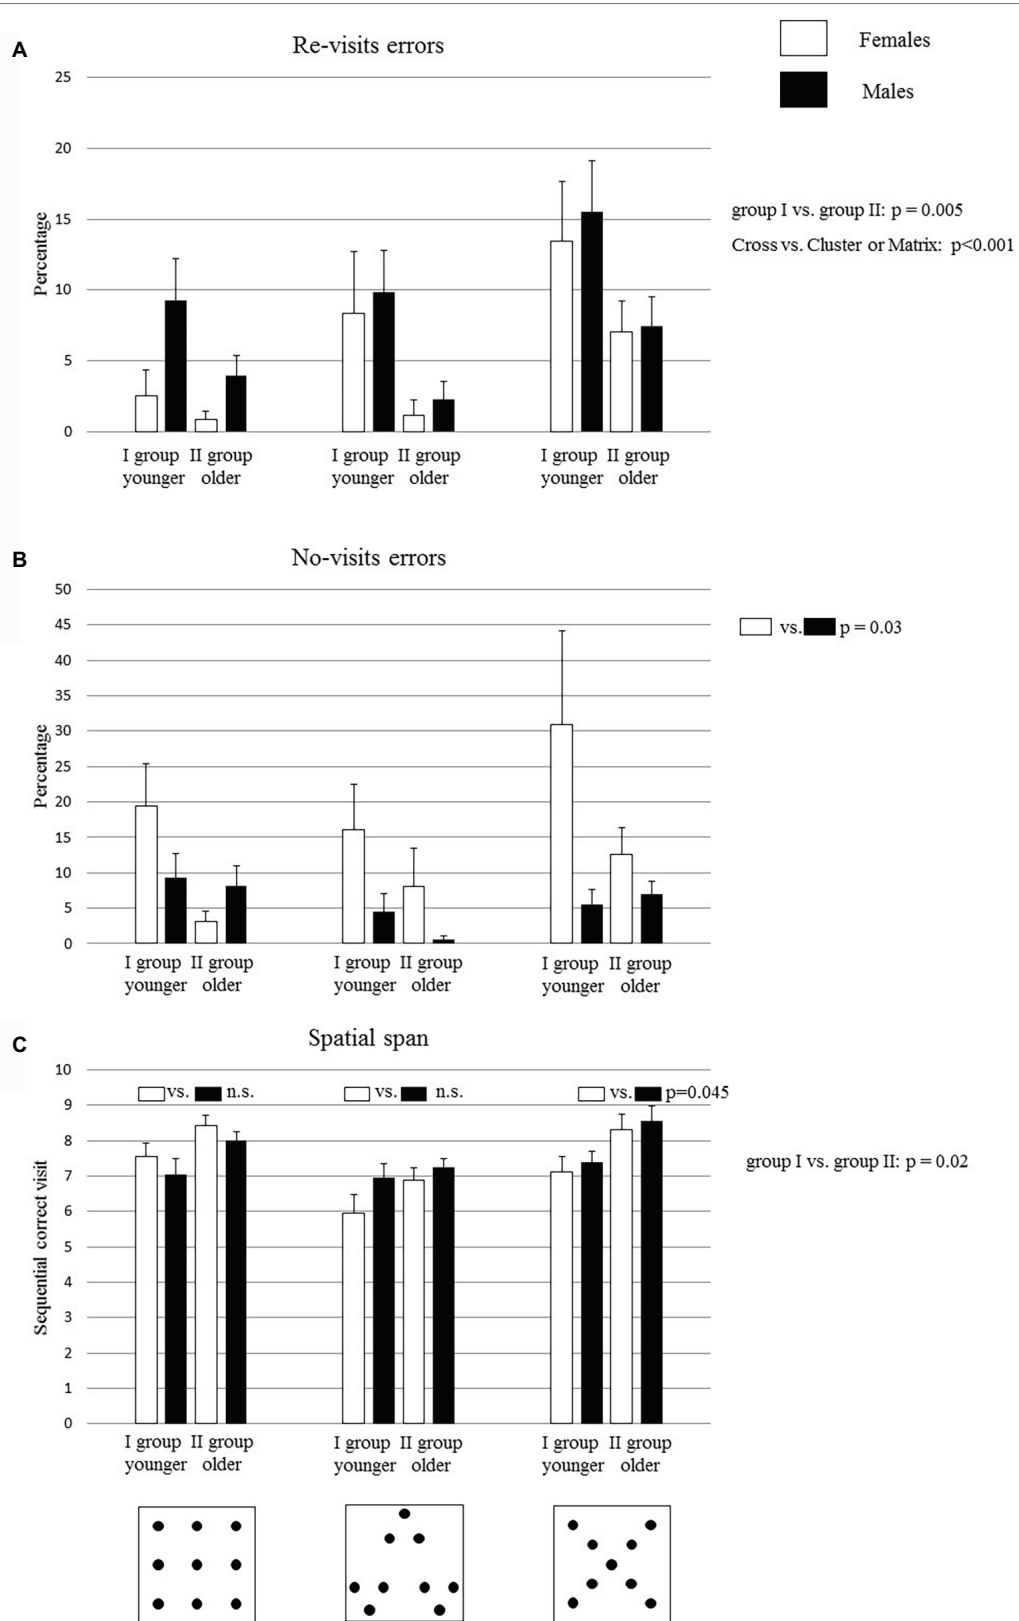 A
Re-visits errors
Females
Males
25
20
15
10
5
0
Percentage
group I vs. group II: p = 0.005
Cross vs. Cluster or Matrix: p<0.001
I group II group I group II group I group II group
younger older younger older younger older
B
No-visits errors
50
45
40
35
30
25
20
15
10
5
0
Percentage
vs. p = 0.03
I group II group I group II group I group II group
younger older younger older younger older
C
Spatial span
10
9
8
7
6
5
4
3
2
1
0
Sequential correct visit
vs. n.s. vs. n.s. vs. p=0.045
group I vs. group II: p = 0.02
I group II group I group II group I group II group
younger older younger older younger older